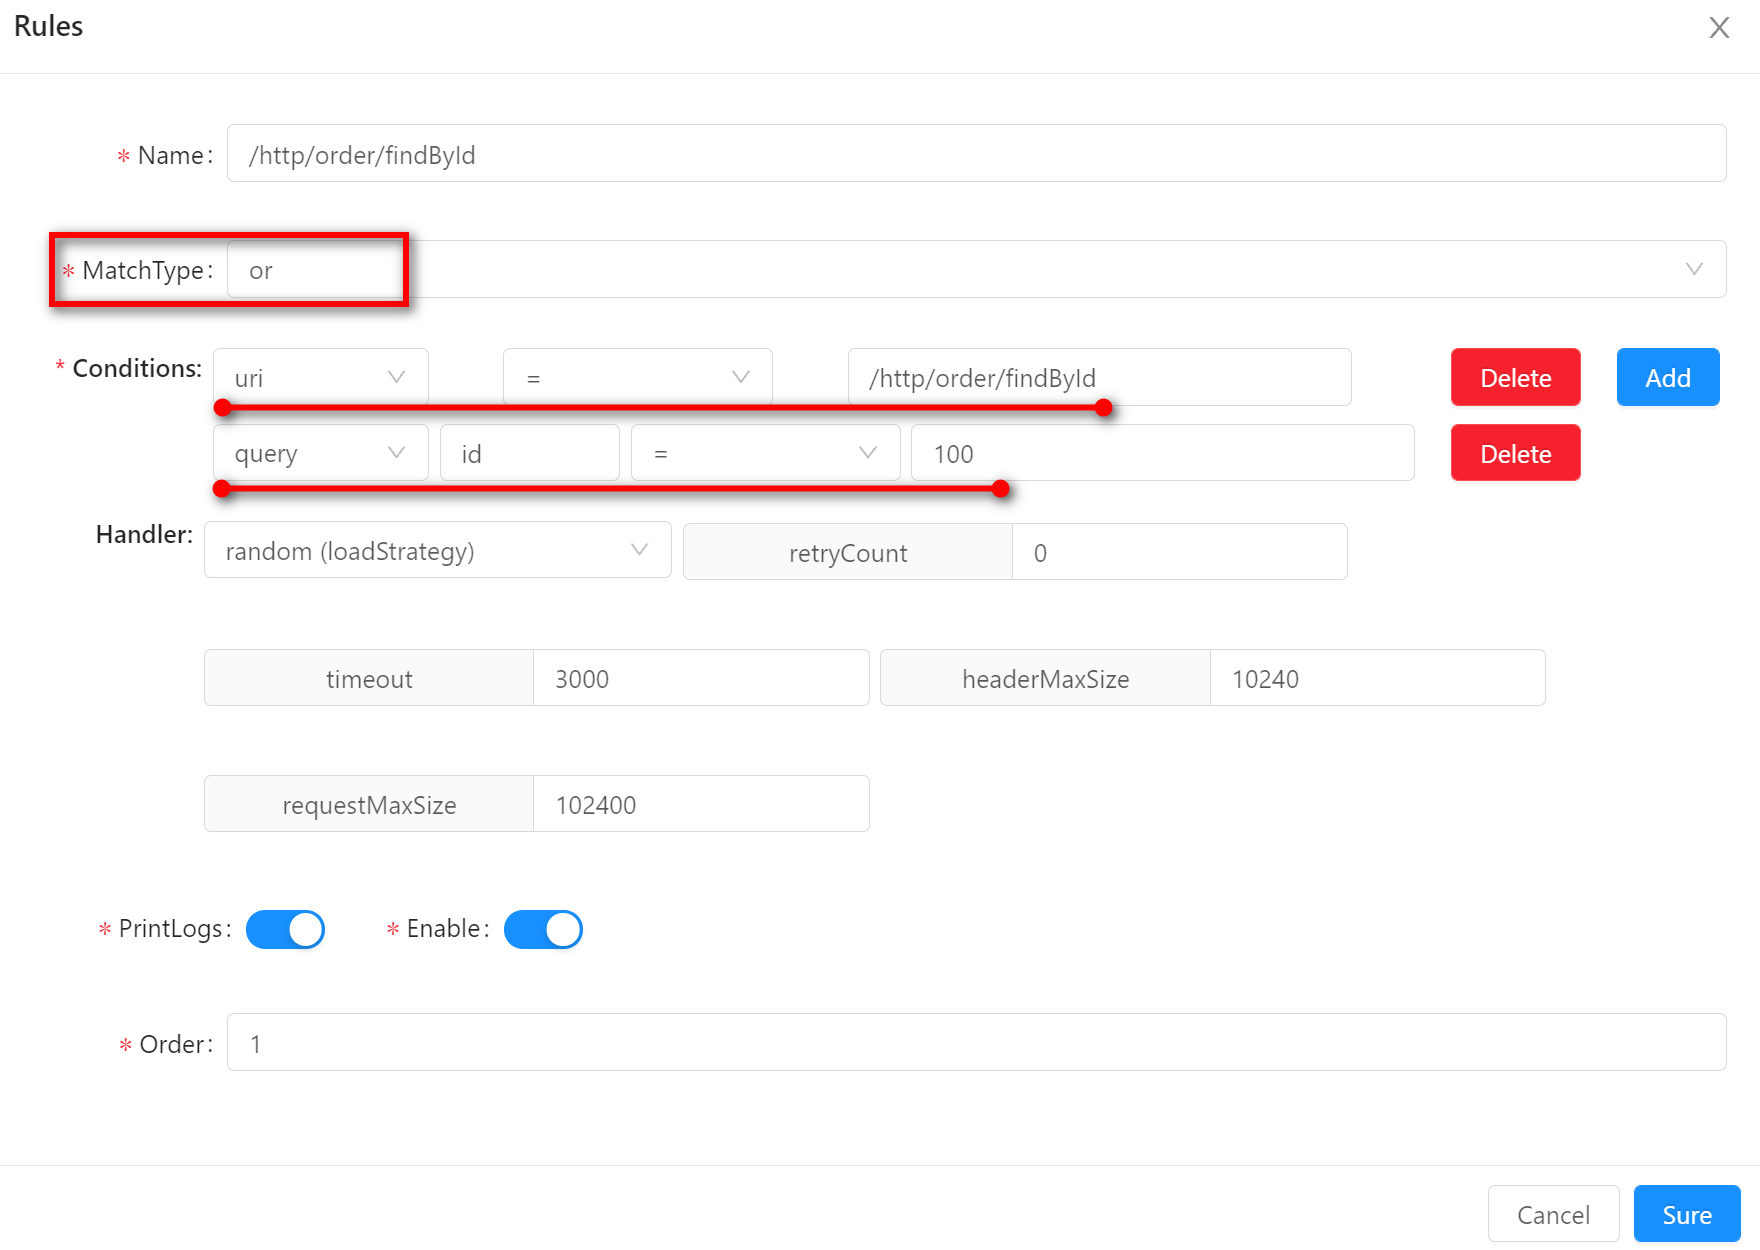 Rules
* Name: /http/order/findById
* MatchType: or
* Conditions: uri = /http/order/findById Delete Add
query id = 100 Delete
Handler: random (loadStrategy) retryCount 0
timeout 3000 headerMaxSize 10240
requestMaxSize 102400
* PrintLogs: * Enable:
* Order: 1
Cancel Sure